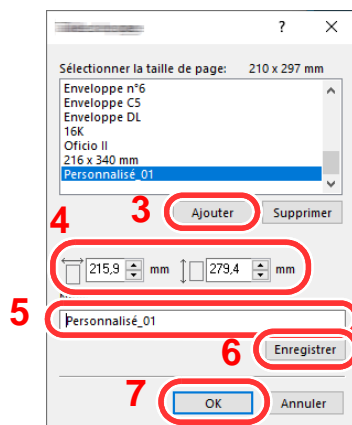 ?
Sélectionner la taille de page: 210 x 297 mm
Enveloppe n°6
Enveloppe C5
Enveloppe DL
16K
Oficio II
216 x 340 mm
Personnalisé_01
3 Ajouter Supprimer
4
215,9 mm 279,4 mm
5
Personnalisé_01
6 Enregistrer
7 OK Annuler